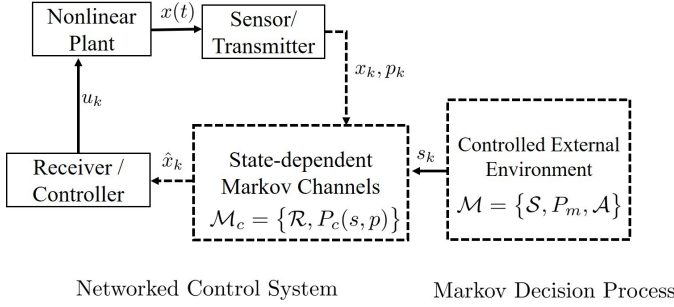 Nonlinear
Plant
x(t)
Sensor/
Transmitter
x_k, p_k
u_k
Receiver /
Controller
x̂_k
State-dependent
Markov Channels
ℳ_c = {ℛ, P_c(s, p)}
s_k
Controlled External
Environment
ℳ = {𝒮, P_m, 𝒜}
Networked Control System
Markov Decision Process